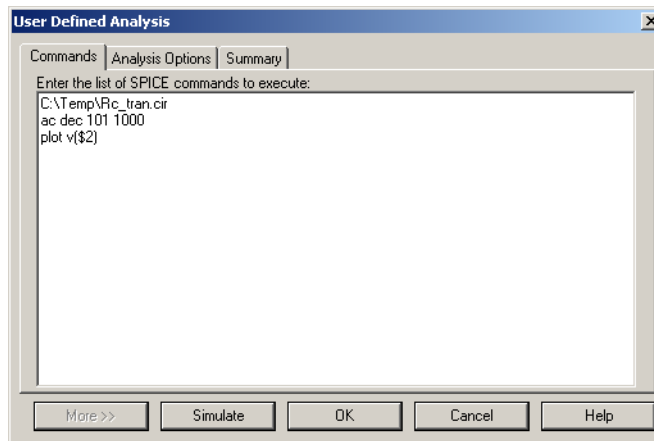 User Defined Analysis
Commands Analysis Options Summary
Enter the list of SPICE commands to execute:
C:\Temp\Rc_tran.cir
ac dec 101 1000
plot v($2)
More >> Simulate OK Cancel Help